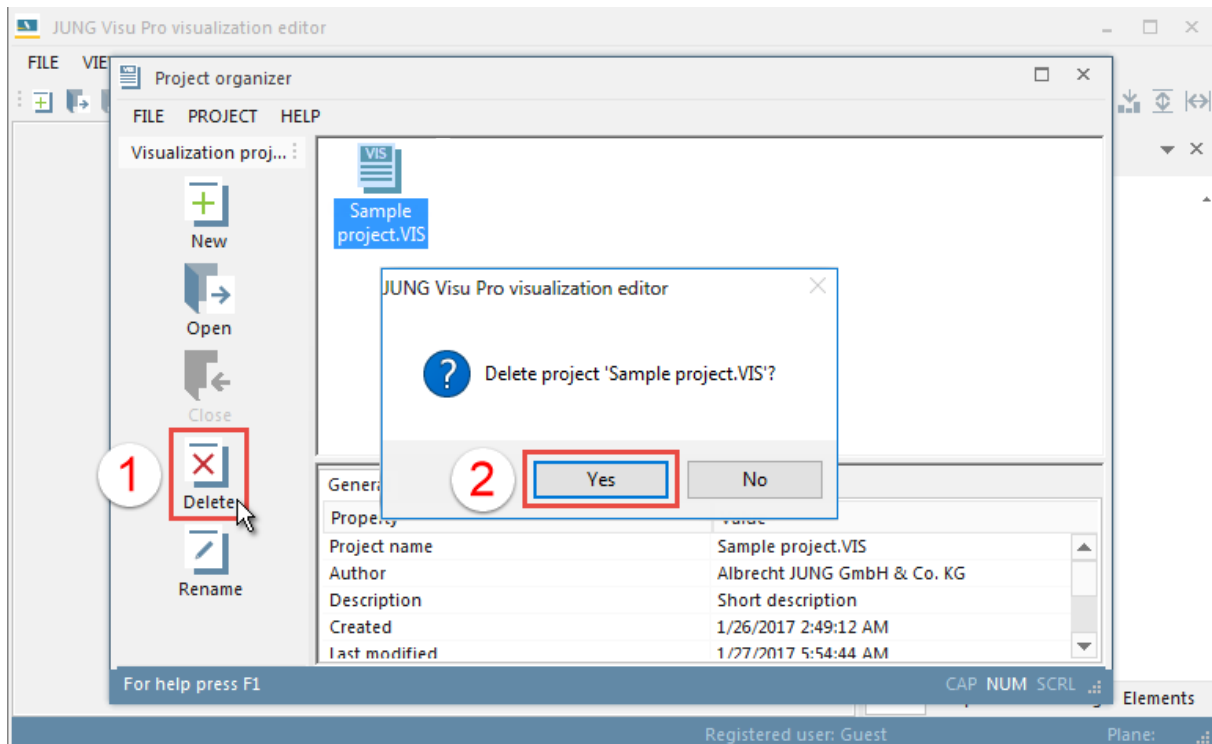 JUNG Visu Pro visualization editor
FILE VIE
Project organizer
FILE PROJECT HELP
Visualization proj...
VIS
Sample
project.VIS
New
Open
Close
Delete
Rename
JUNG Visu Pro visualization editor
Delete project 'Sample project.VIS'?
1
2
Yes No
Genera
Property Value
Project name Sample project.VIS
Author Albrecht JUNG GmbH & Co. KG
Description Short description
Created 1/26/2017 2:49:12 AM
Last modified 1/27/2017 5:54:44 AM
For help press F1 CAP NUM SCRL
Elements
Registered user: Guest Plane: